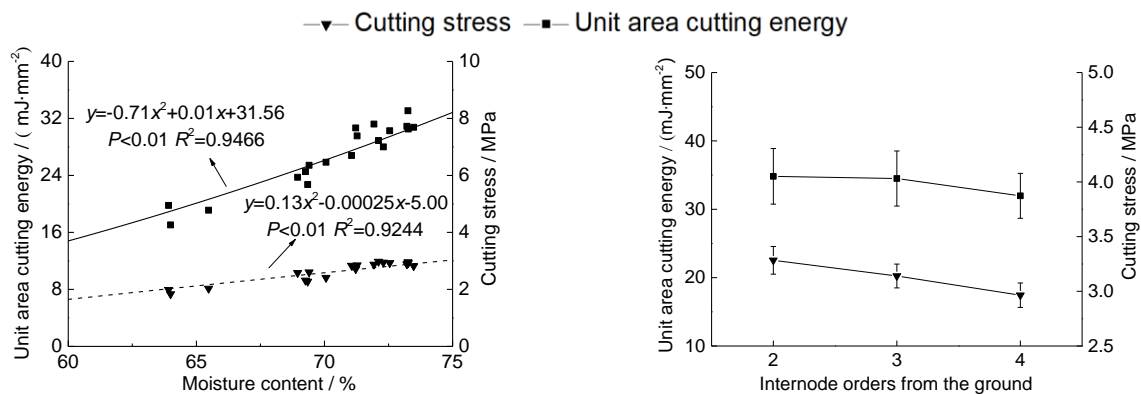 Cutting stress Unit area cutting energy
Unit area cutting energy / ( mJ·mm-2)
40
32
24
16
8
0
y=-0.71x²+0.01x+31.56
P<0.01 R²=0.9466
y=0.13x²-0.00025x-5.00
P<0.01 R²=0.9244
10
8
6
4
2
0
Cutting stress / MPa
60 65 70 75
Moisture content / %
Unit area cutting energy / (mJ·mm-2)
50
40
30
20
10
5.0
4.5
4.0
3.5
3.0
2.5
Cutting stress / MPa
2 3 4
Internode orders from the ground